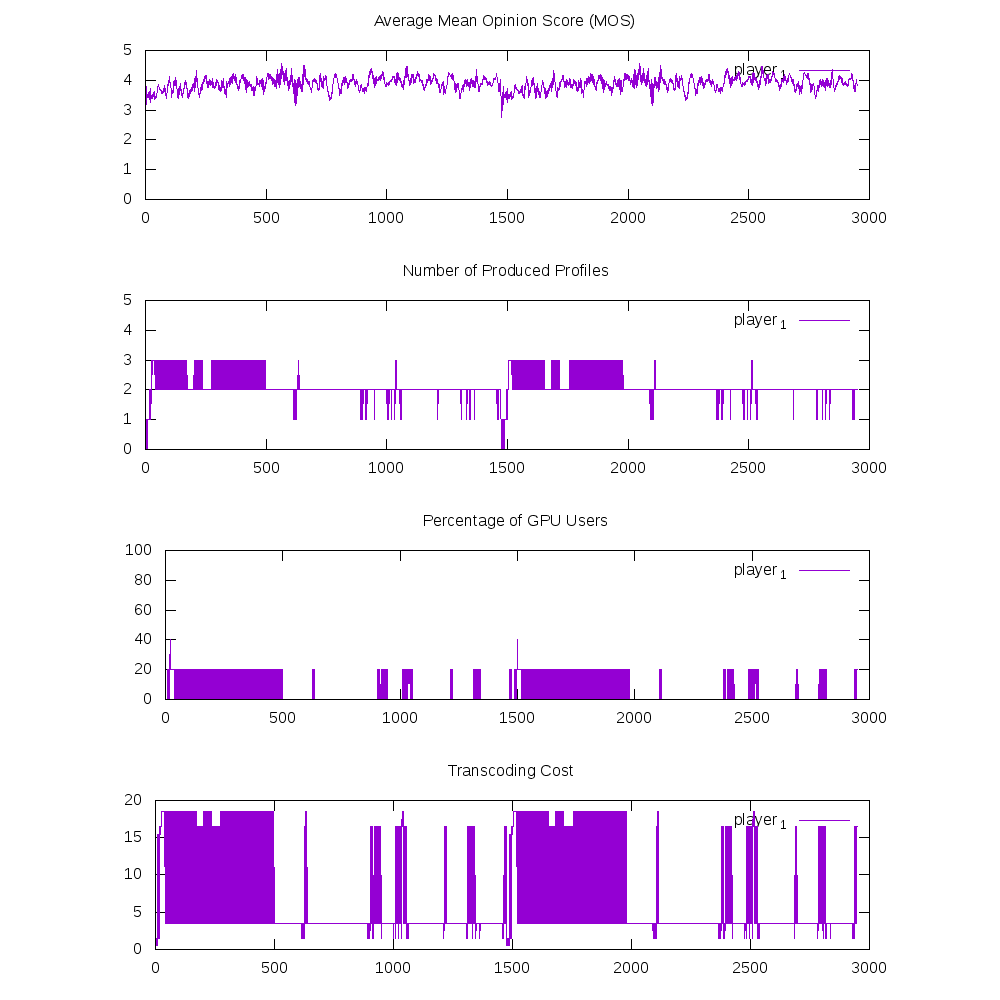 Average Mean Opinion Score (MOS)
5
4
3
2
1
0
player 1
0 500 1000 1500 2000 2500 3000
Number of Produced Profiles
5
4
3
2
1
0
player 1
0 500 1000 1500 2000 2500 3000
Percentage of GPU Users
100
80
60
40
20
0
player 1
0 500 1000 1500 2000 2500 3000
Transcoding Cost
20
15
10
5
0
player 1
0 500 1000 1500 2000 2500 3000